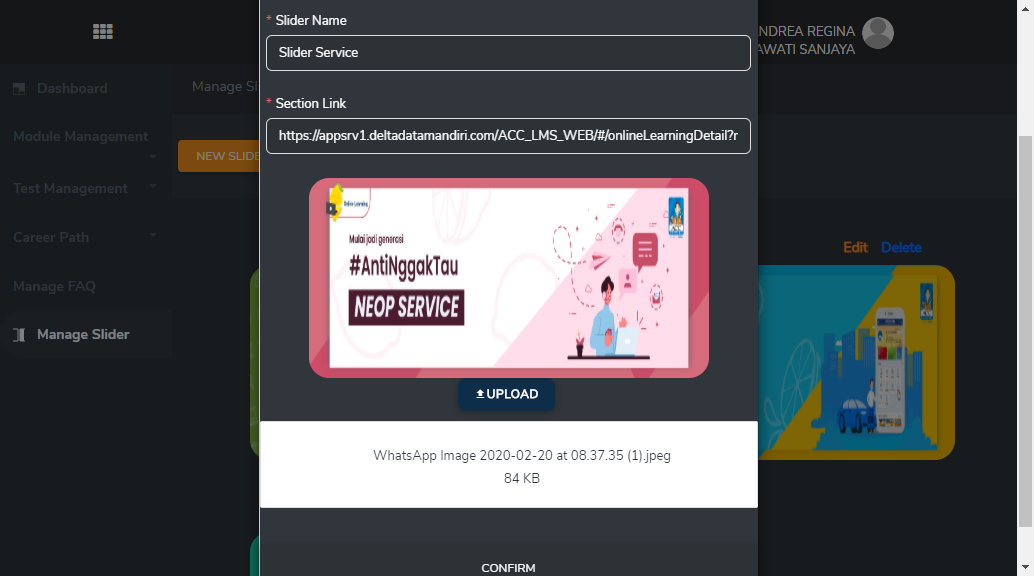 * Slider Name
Slider Service
NDREA REGINA
AWATI SANJAYA
Dashboard
Manage Sl
* Section Link
https://appsrv1.deltadatamandiri.com/ACC_LMS_WEB/#/onlineLearningDetail?r
Module Management
NEW SLIDE
Test Management
Career Path
Manage FAQ
Manage Slider
Online Learning
Mulai jadi generasi
#AntiNggakTau
NEOP SERVICE
Edit Delete
UPLOAD
WhatsApp Image 2020-02-20 at 08.37.35 (1).jpeg
84 KB
CONFIRM